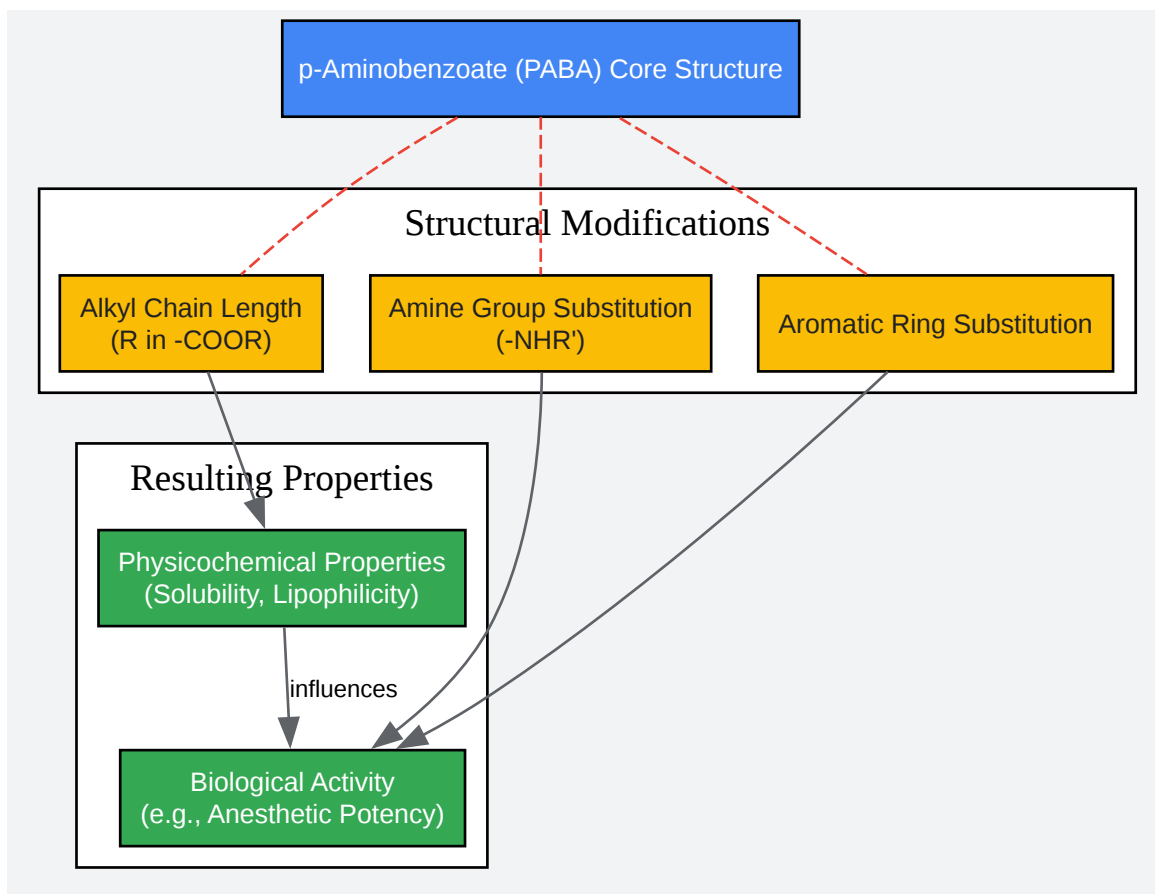 p-Aminobenzoate (PABA) Core Structure
Structural Modifications
Alkyl Chain Length
(R in -COOR)
Amine Group Substitution
(-NHR')
Aromatic Ring Substitution
Resulting Properties
Physicochemical Properties
(Solubility, Lipophilicity)
influences
Biological Activity
(e.g., Anesthetic Potency)